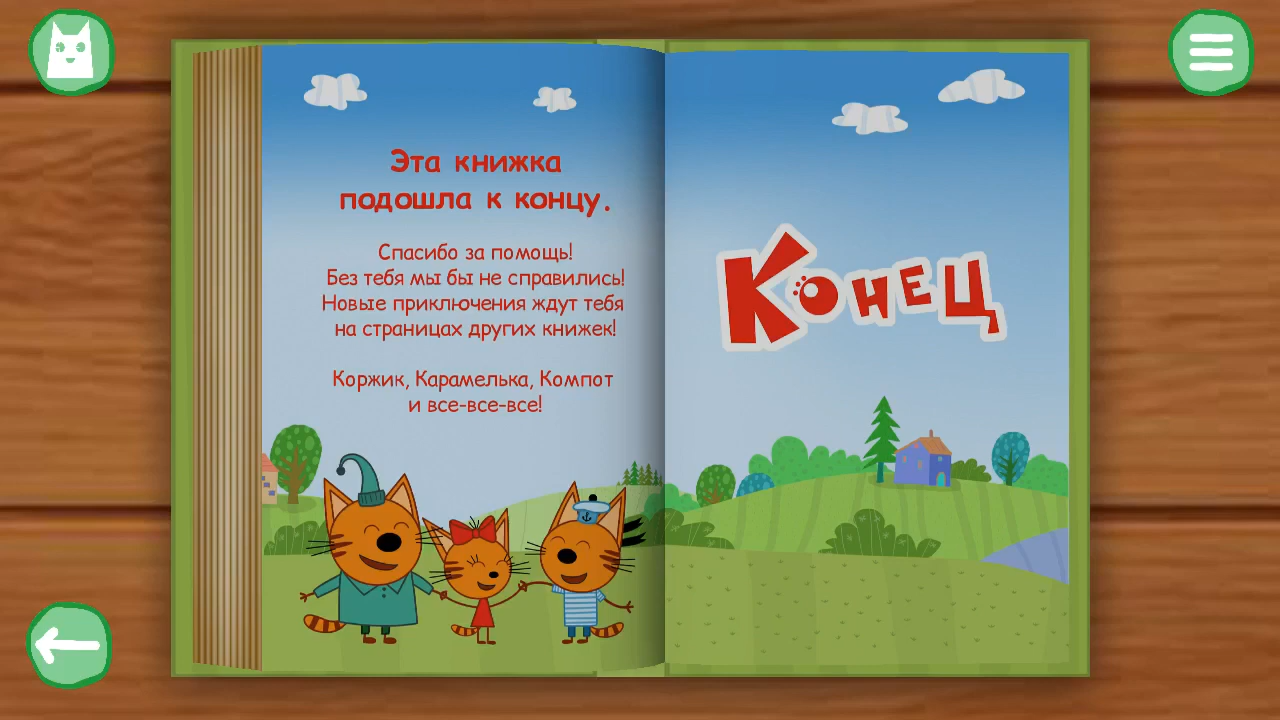 Эта книжка
подошла к концу.
Спасибо за помощь!
Без тебя мы бы не справились!
Новые приключения ждут тебя
на страницах других книжек!
Коржик, Карамелька, Компот
и все-все-все!
Конец